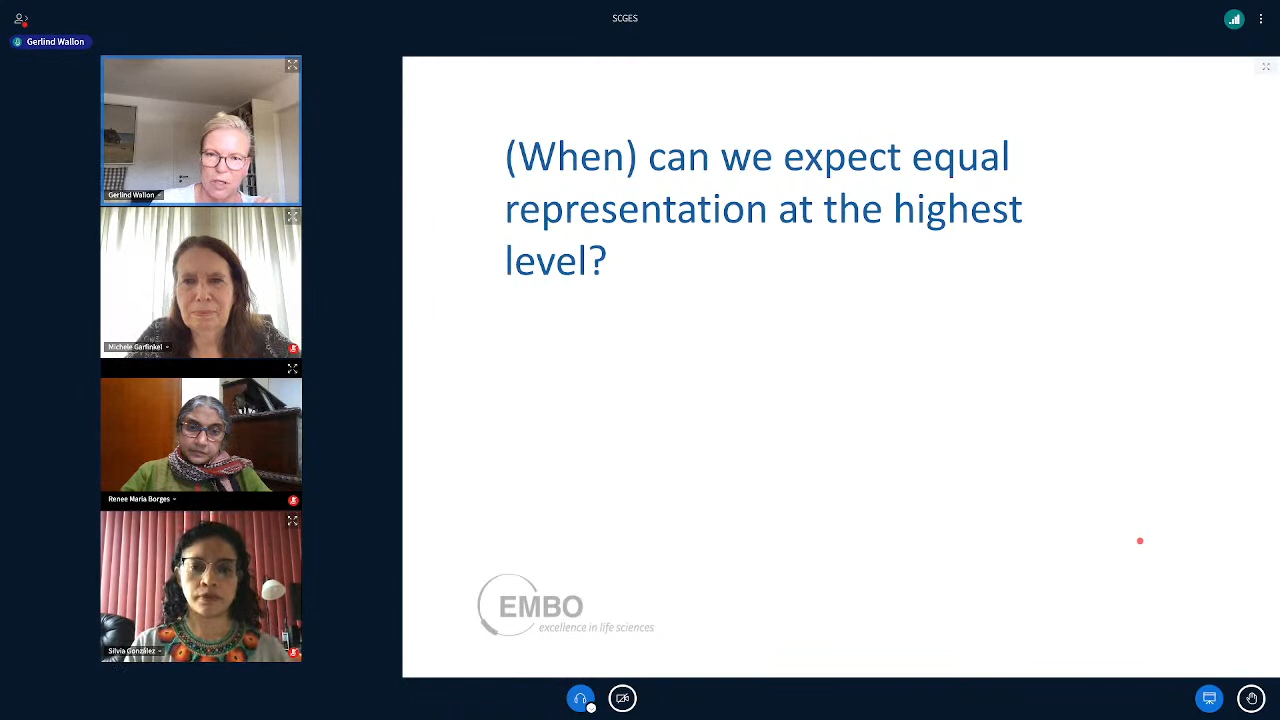 SCGES
Gerlind Wallon
Gerlind Wallon
Michele Garfinkel
Renee Maria Borges
Silvia González
(When) can we expect equal
representation at the highest
level?
EMBO
excellence in life sciences